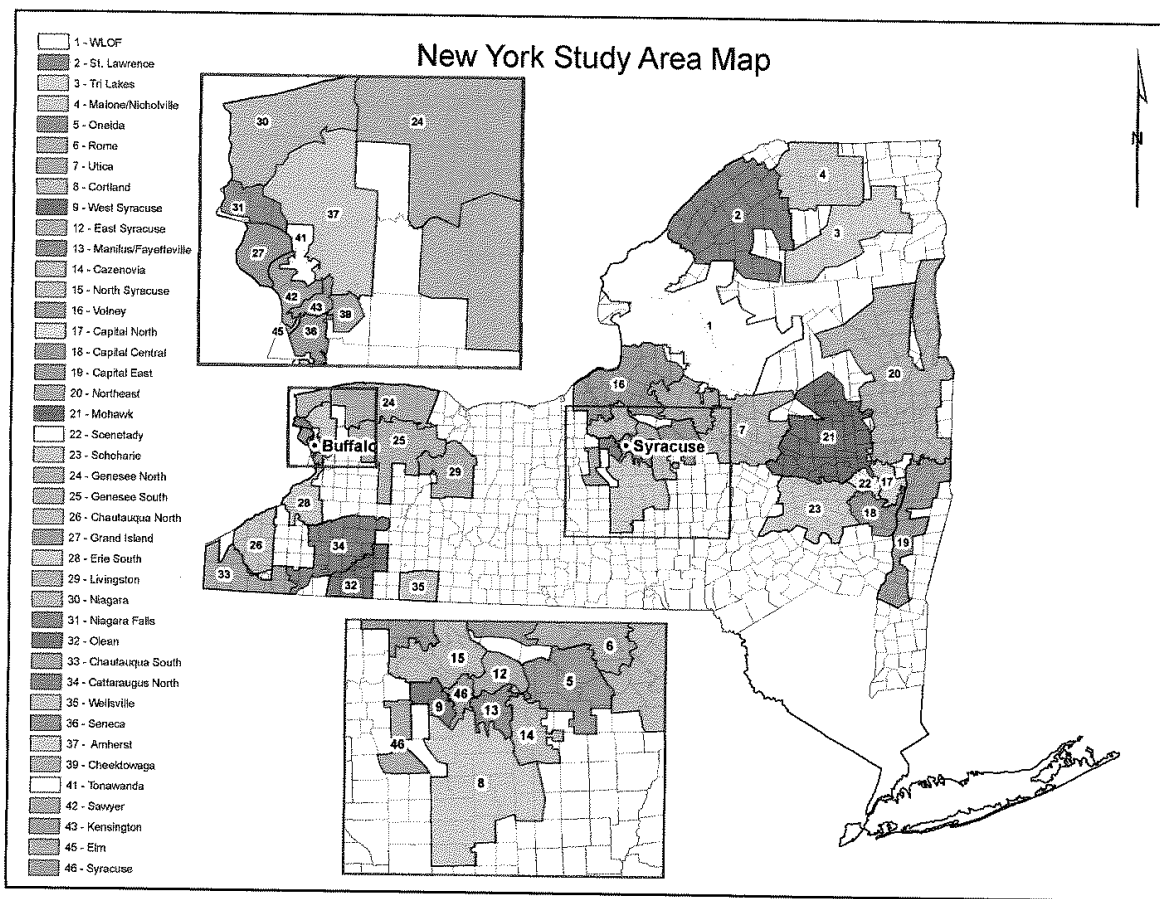 New York Study Area Map
1 - WLOF
2 - St. Lawrence
3 - Tri Lakes
4 - Malone/Nicholville
5 - Oneida
6 - Rome
7 - Utica
8 - Cortland
9 - West Syracuse
12 - East Syracuse
13 - Manilus/Fayetteville
14 - Cazenovia
15 - North Syracuse
16 - Volney
17 - Capital North
18 - Capital Central
19 - Capital East
20 - Northeast
21 - Mohawk
22 - Scenetady
23 - Schoharie
24 - Genesee North
25 - Genesee South
26 - Chautauqua North
27 - Grand Island
28 - Erie South
29 - Livingston
30 - Niagara
31 - Niagara Falls
32 - Olean
33 - Chautauqua South
34 - Cattaraugus North
35 - Wellsville
36 - Seneca
37 - Amherst
39 - Cheektowaga
41 - Tonawanda
42 - Sawyer
43 - Kensington
45 - Elm
46 - Syracuse
30
24
31
37
41
27
42
43
39
45
36
N
4
2
3
1
20
16
24
7
Buffalo
25
Syracuse
21
29
22
17
28
23
18
26
34
19
33
32
35
6
15
12
5
46
9
13
14
46
8